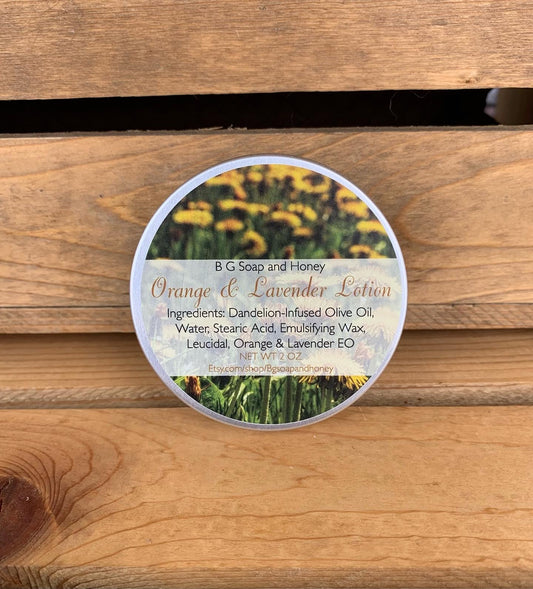 B G Soap and Honey
Orange & Lavender Lotion
Ingredients: Dandelion-Infused Olive Oil,
Water, Stearic Acid, Emulsifying Wax,
Leucidal, Orange & Lavender EO
NET WT 2 OZ
Etsy.com/shop/Bgsoapandhoney